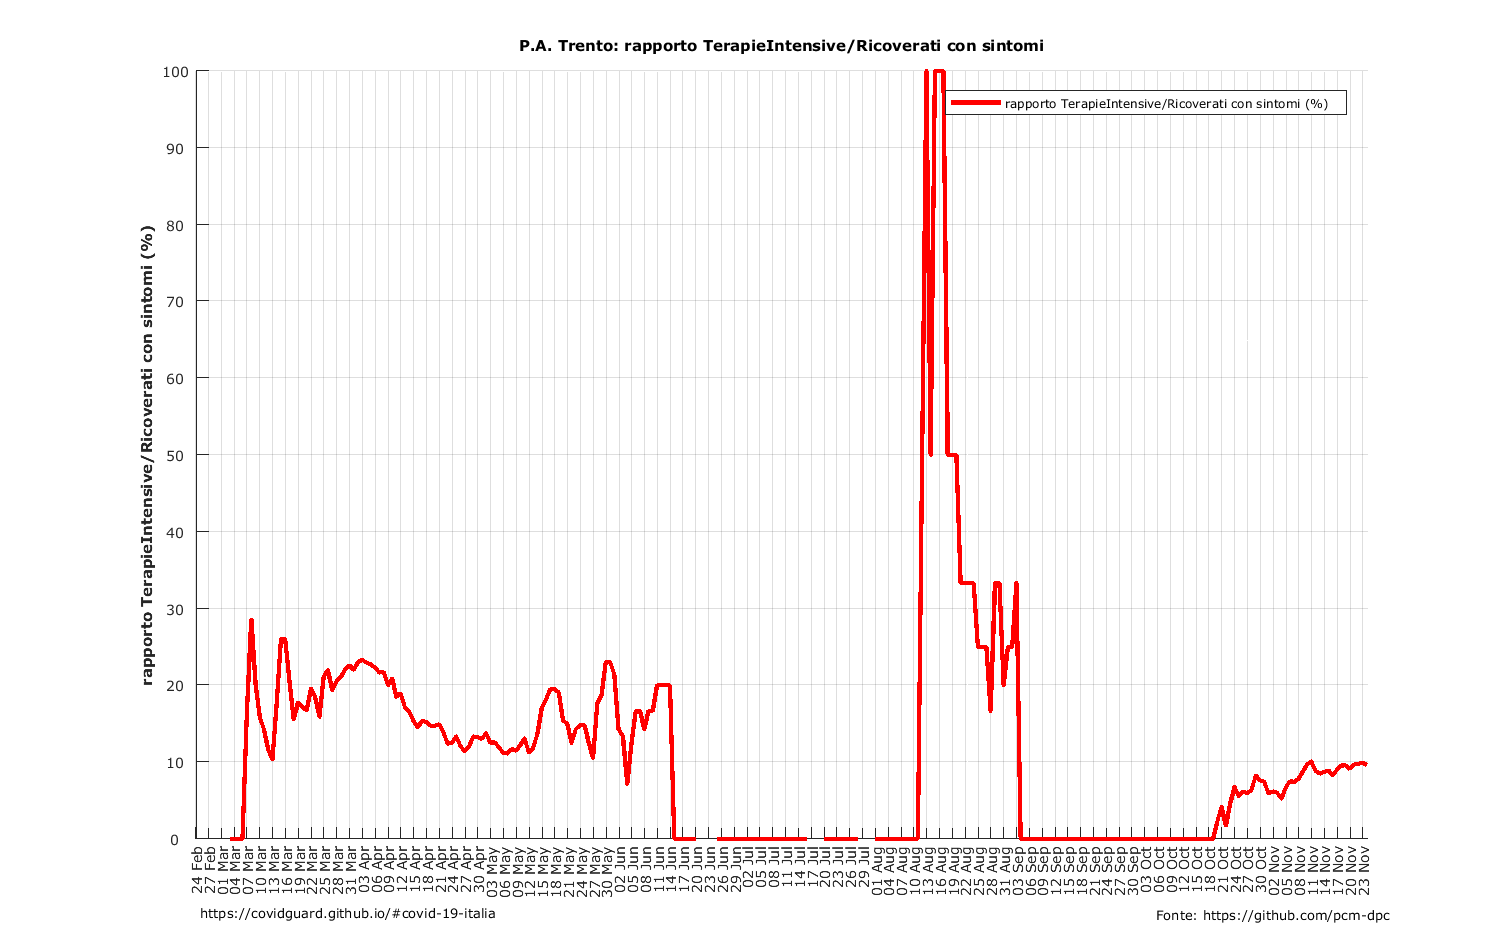 P.A. Trento: rapporto TerapieIntensive/Ricoverati con sintomi
rapporto TerapieIntensive/Ricoverati con sintomi (%)
rapporto TerapieIntensive/Ricoverati con sintomi (%)
100
90
80
70
60
50
40
30
20
10
0
24 Feb
27 Feb
01 Mar
04 Mar
07 Mar
10 Mar
13 Mar
16 Mar
19 Mar
22 Mar
25 Mar
28 Mar
31 Mar
03 Apr
06 Apr
09 Apr
12 Apr
15 Apr
18 Apr
21 Apr
24 Apr
27 Apr
30 Apr
03 May
06 May
09 May
12 May
15 May
18 May
21 May
24 May
27 May
30 May
02 Jun
05 Jun
08 Jun
11 Jun
14 Jun
17 Jun
20 Jun
23 Jun
26 Jun
29 Jun
02 Jul
05 Jul
08 Jul
11 Jul
14 Jul
17 Jul
20 Jul
23 Jul
26 Jul
29 Jul
01 Aug
04 Aug
07 Aug
10 Aug
13 Aug
16 Aug
19 Aug
22 Aug
25 Aug
28 Aug
31 Aug
03 Sep
06 Sep
09 Sep
12 Sep
15 Sep
18 Sep
21 Sep
24 Sep
27 Sep
30 Sep
03 Oct
06 Oct
09 Oct
12 Oct
15 Oct
18 Oct
21 Oct
24 Oct
27 Oct
30 Oct
02 Nov
05 Nov
08 Nov
11 Nov
14 Nov
17 Nov
20 Nov
23 Nov
https://covidguard.github.io/#covid-19-italia
Fonte: https://github.com/pcm-dpc